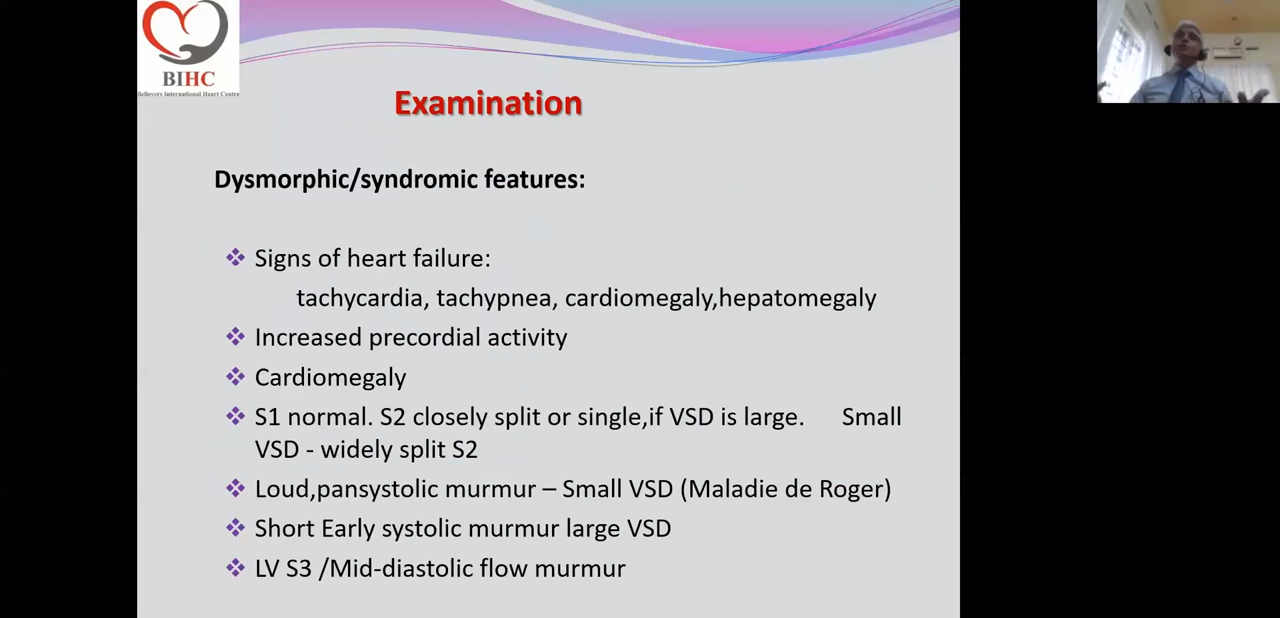 BIHC
Believers International Heart Center
Examination
Dysmorphic/syndromic features:
Signs of heart failure:
tachycardia, tachypnea, cardiomegaly,hepatomegaly
Increased precordial activity
Cardiomegaly
S1 normal. S2 closely split or single,if VSD is large. Small
VSD - widely split S2
Loud,pansystolic murmur – Small VSD (Maladie de Roger)
Short Early systolic murmur large VSD
LV S3 /Mid-diastolic flow murmur